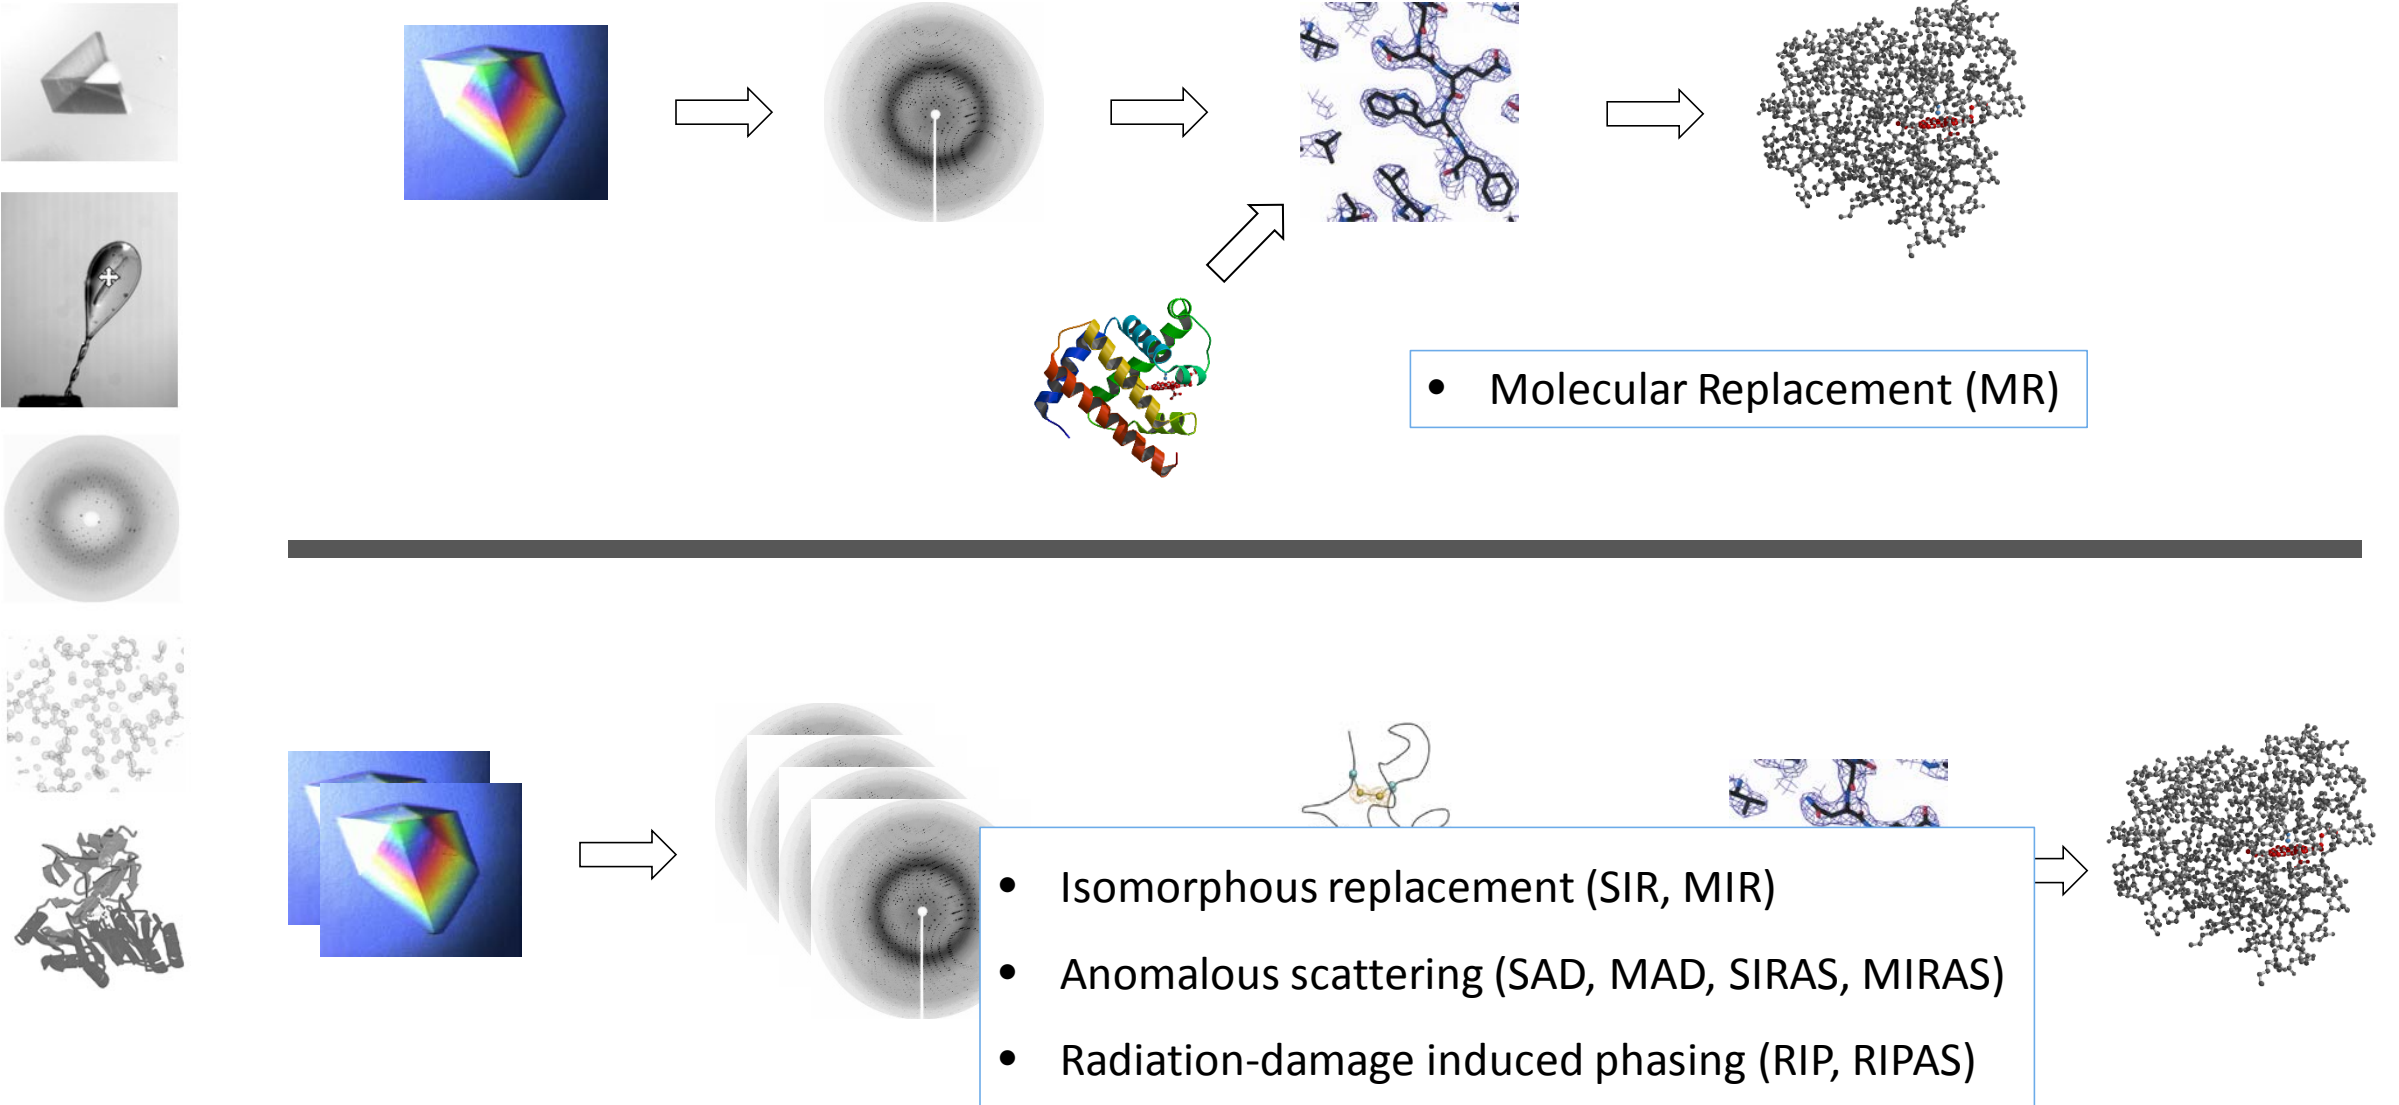 • Molecular Replacement (MR)
• Isomorphous replacement (SIR, MIR)
• Anomalous scattering (SAD, MAD, SIRAS, MIRAS)
• Radiation-damage induced phasing (RIP, RIPAS)